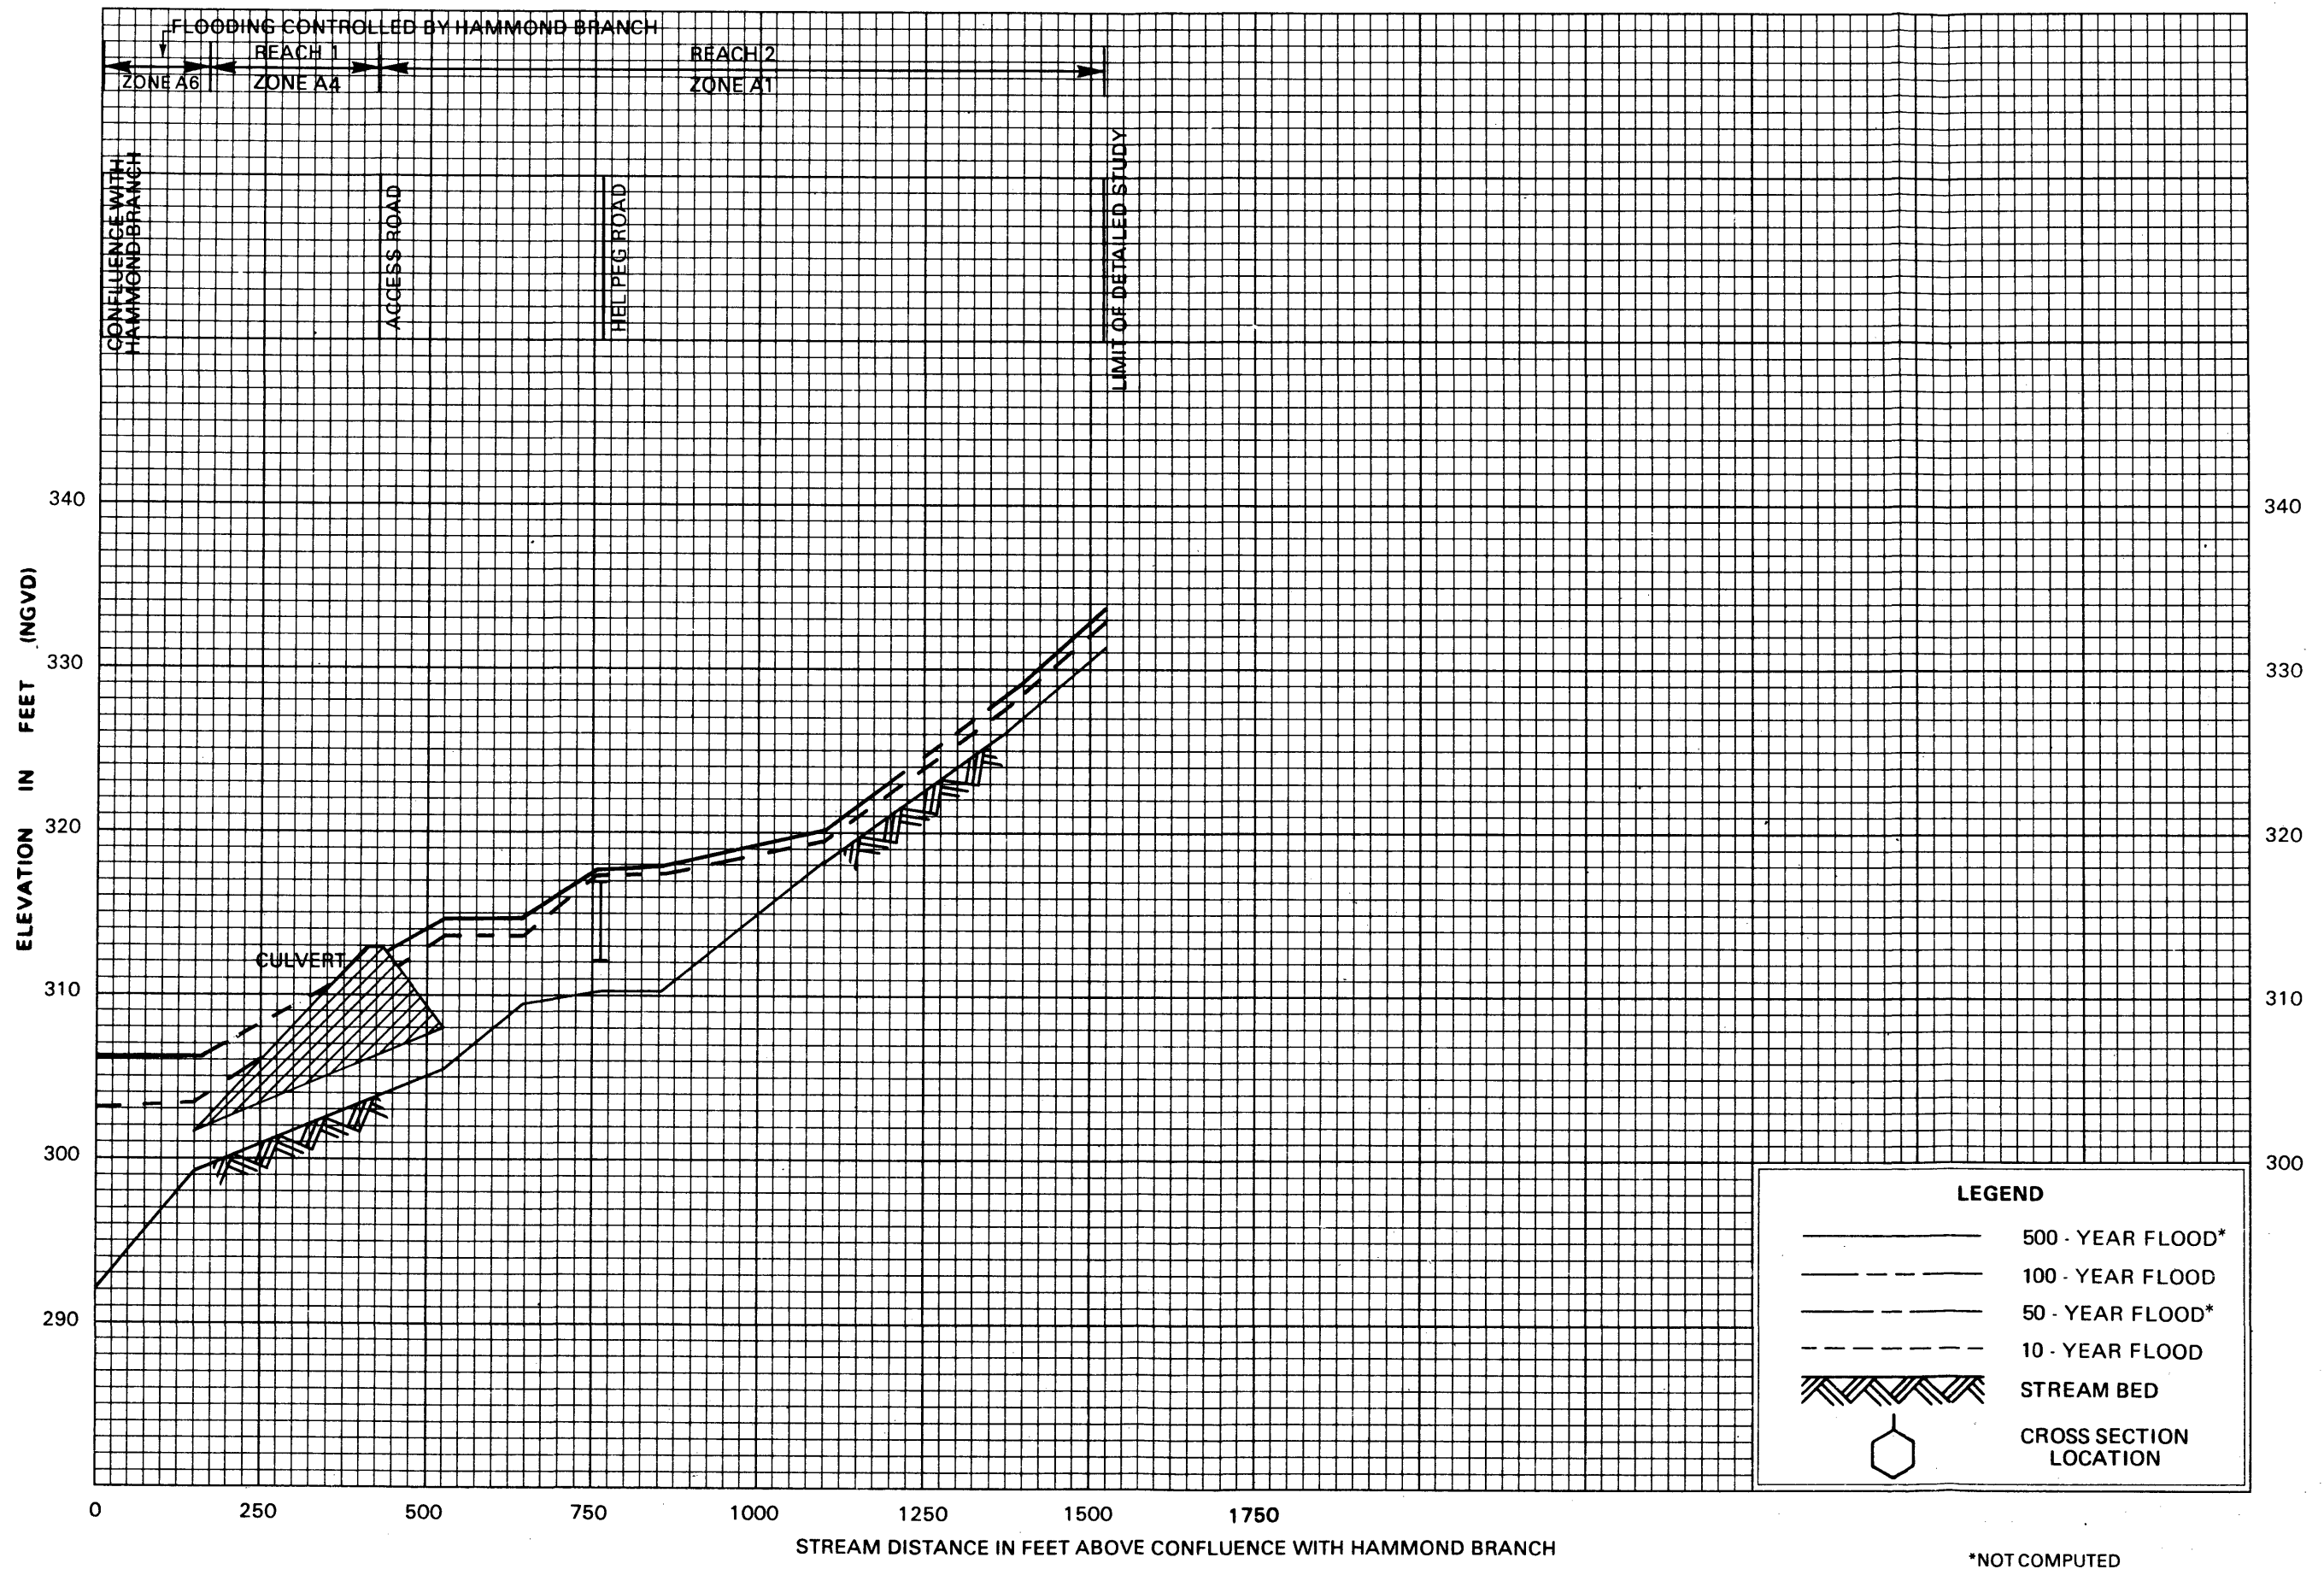 FLOODING CONTROLLED BY HAMMOND BRANCH
REACH 1
REACH 2
ZONE A6
ZONE A4
ZONE A1
CONFLUENCE WITH
HAMMOND BRANCH
ACCESS ROAD
HEL PEG ROAD
LIMIT OF DETAILED STUDY
ELEVATION IN FEET (NGVD)
340
330
320
310
300
290
340
330
320
310
300
CULVERT
LEGEND
500 - YEAR FLOOD*
100 - YEAR FLOOD
50 - YEAR FLOOD*
10 - YEAR FLOOD
STREAM BED
CROSS SECTION
LOCATION
0 250 500 750 1000 1250 1500 1750
STREAM DISTANCE IN FEET ABOVE CONFLUENCE WITH HAMMOND BRANCH
*NOT COMPUTED